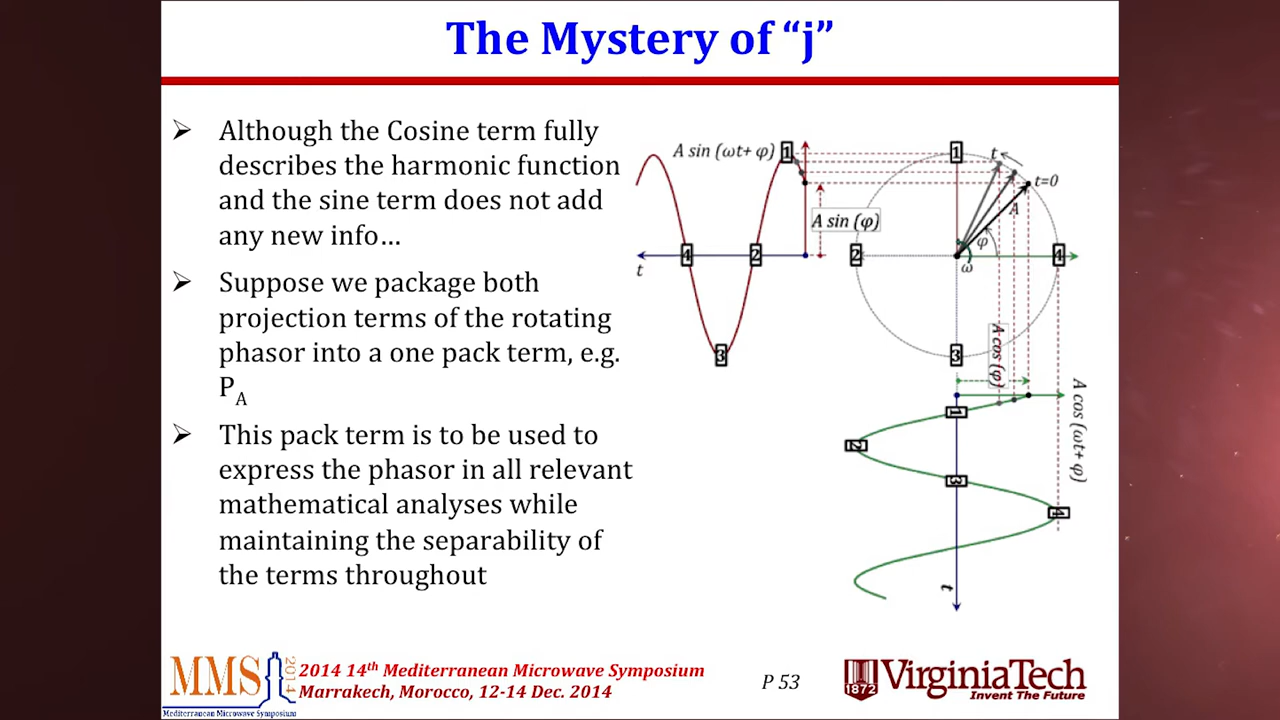 The Mystery of “j”
➢ Although the Cosine term fully
describes the harmonic function
and the sine term does not add
any new info…
➢ Suppose we package both
projection terms of the rotating
phasor into a one pack term, e.g.
P_A
➢ This pack term is to be used to
express the phasor in all relevant
mathematical analyses while
maintaining the separability of
the terms throughout
A sin (ωt+ φ)
1
A sin (φ)
4
2
t
3
1
t
t=0
A
φ
2
4
ω
3
A cos (φ)
A cos (ωt+ φ)
1
2
3
4
t
MMS
2014
Mediterranean Microwave Symposium
2014 14th Mediterranean Microwave Symposium
Marrakech, Morocco, 12-14 Dec. 2014
P 53
1872
VirginiaTech
Invent The Future